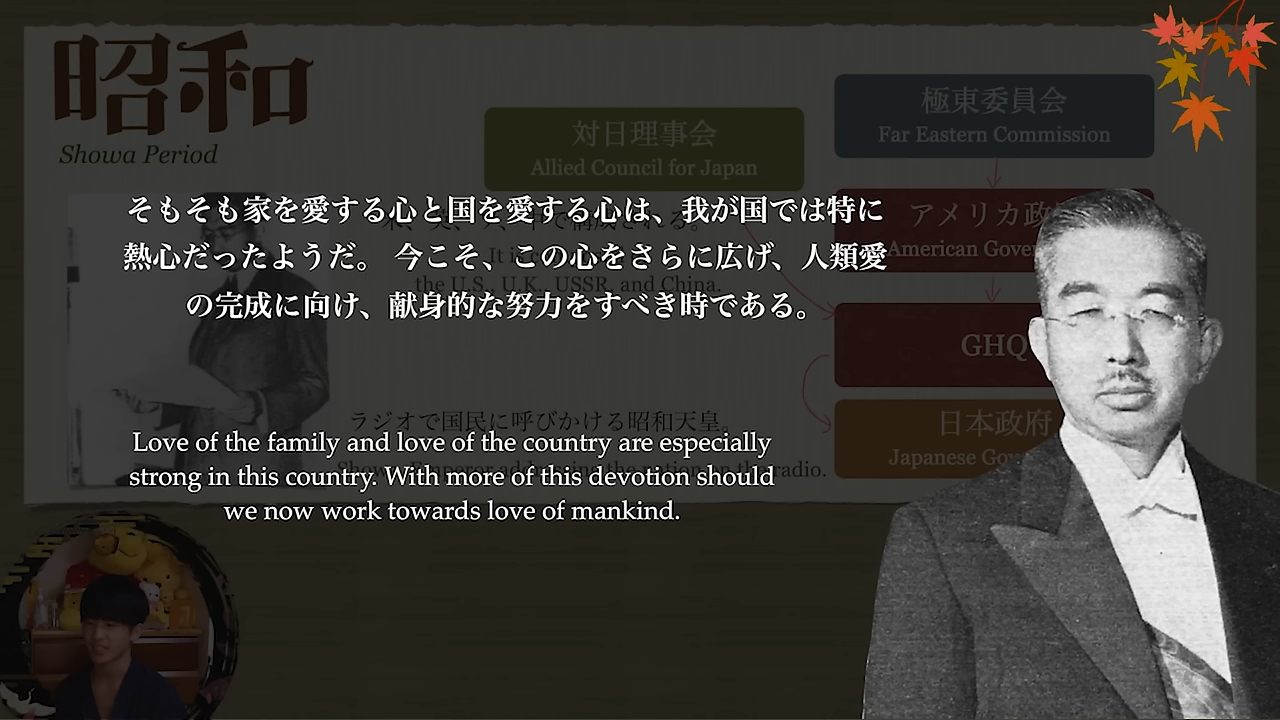 昭和
Showa Period
対日理事会
Allied Council for Japan
極東委員会
Far Eastern Commission
アメリカ政
American Gover
GHQ
日本政府
Japanese Gov
そもそも家を愛する心と国を愛する心は、我が国では特に
熱心だったようだ。 今こそ、この心をさらに広げ、人類愛
の完成に向け、献身的な努力をすべき時である。
the U.S., U.K., USSR, and China.
ラジオで国民に呼びかける昭和天皇。
Love of the family and love of the country are especially
strong in this country. With more of this devotion should
we now work towards love of mankind.